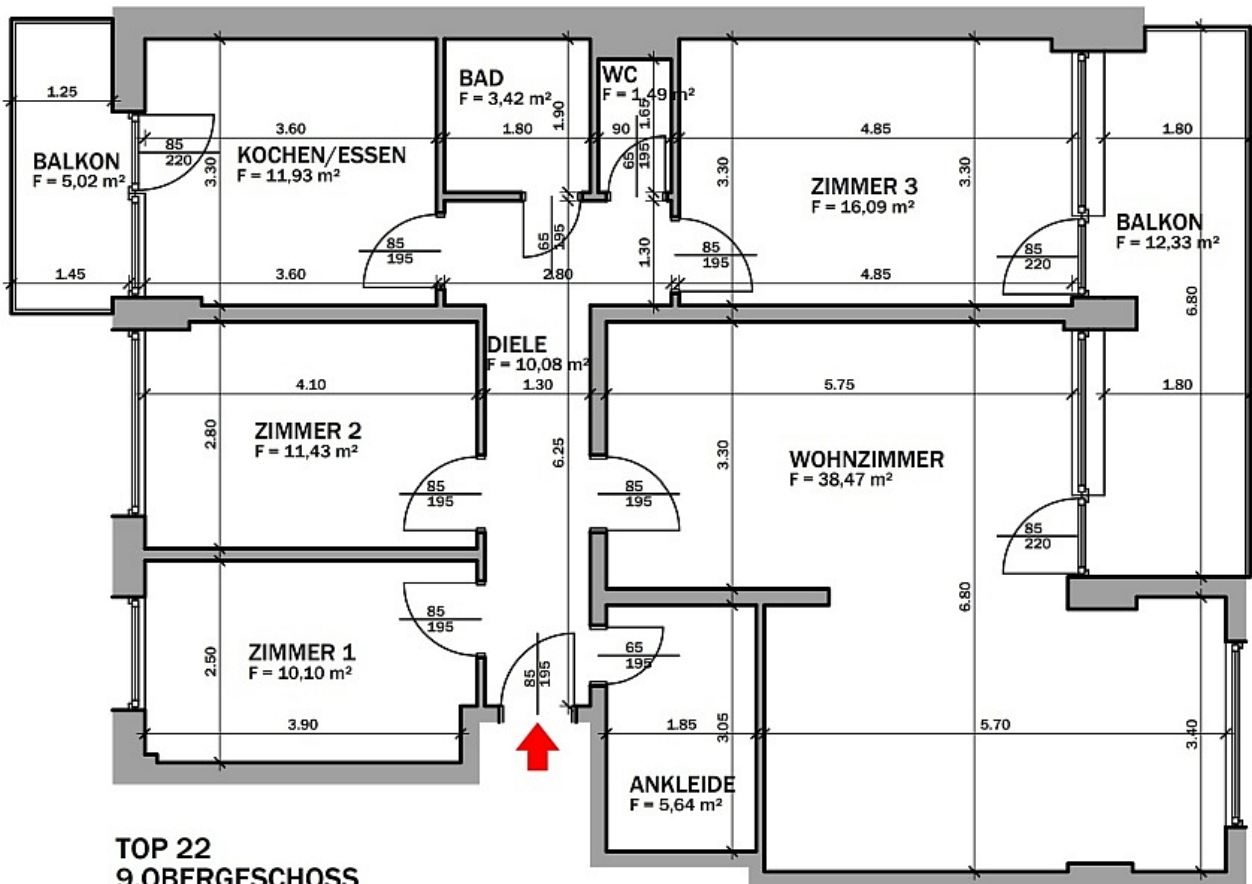 BAD
F = 3,42 m²
WC
F = 1,49 m²
1.25
3.60
1.80
1.90
90
1.65
4.85
1.80
85
220
3.30
KOCHEN/ESSEN
F = 11,93 m²
BALKON
F = 5,02 m²
65
195
3.30
3.30
ZIMMER 3
F = 16,09 m²
BALKON
F = 12,33 m²
85
195
65
195
1.30
85
195
85
220
1.45
3.60
2.80
4.85
6.80
DIELE
F = 10,08 m²
4.10
1.30
5.75
1.80
ZIMMER 2
F = 11,43 m²
2.80
6.25
3.30
WOHNZIMMER
F = 38,47 m²
85
195
85
195
85
220
6.80
85
195
ZIMMER 1
F = 10,10 m²
2.50
85
195
65
195
3.90
1.85
3.05
5.70
3.40
ANKLEIDE
F = 5,64 m²
TOP 22
9.OBERGESCHOSS